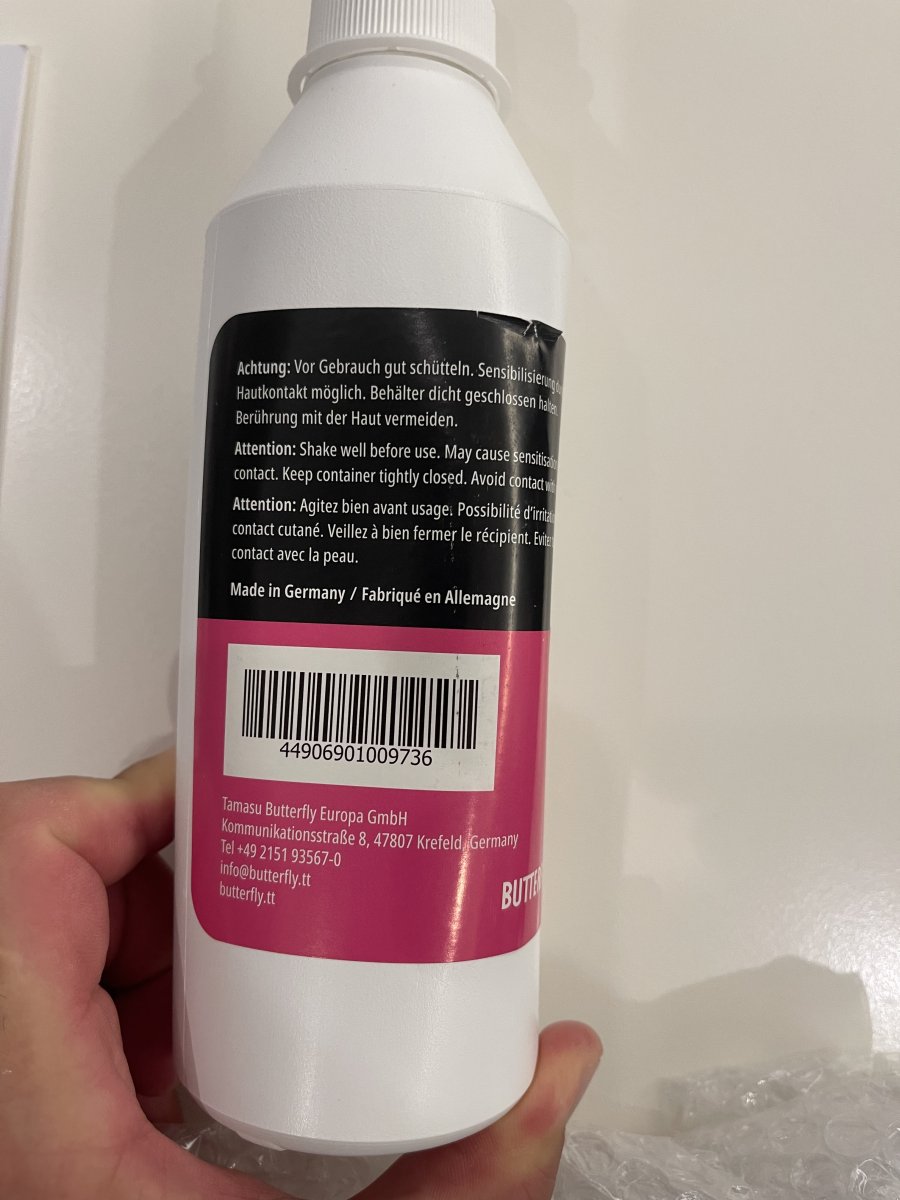 Achtung: Vor Gebrauch gut schütteln. Sensibilisierung
Hautkontakt möglich. Behälter dicht geschlossen halten.
Berührung mit der Haut vermeiden.
Attention: Shake well before use. May cause sensitisation
contact. Keep container tightly closed. Avoid contact with
Attention: Agitez bien avant usage. Possibilité d'irritat
contact cutané. Veillez à bien fermer le récipient. Evitez
contact avec la peau.
Made in Germany / Fabriqué en Allemagne
44906901009736
Tamasu Butterfly Europa GmbH
Kommunikationsstraße 8, 47807 Krefeld, Germany
Tel +49 2151 93567-0
info@butterfly.tt
butterfly.tt
BUTTER